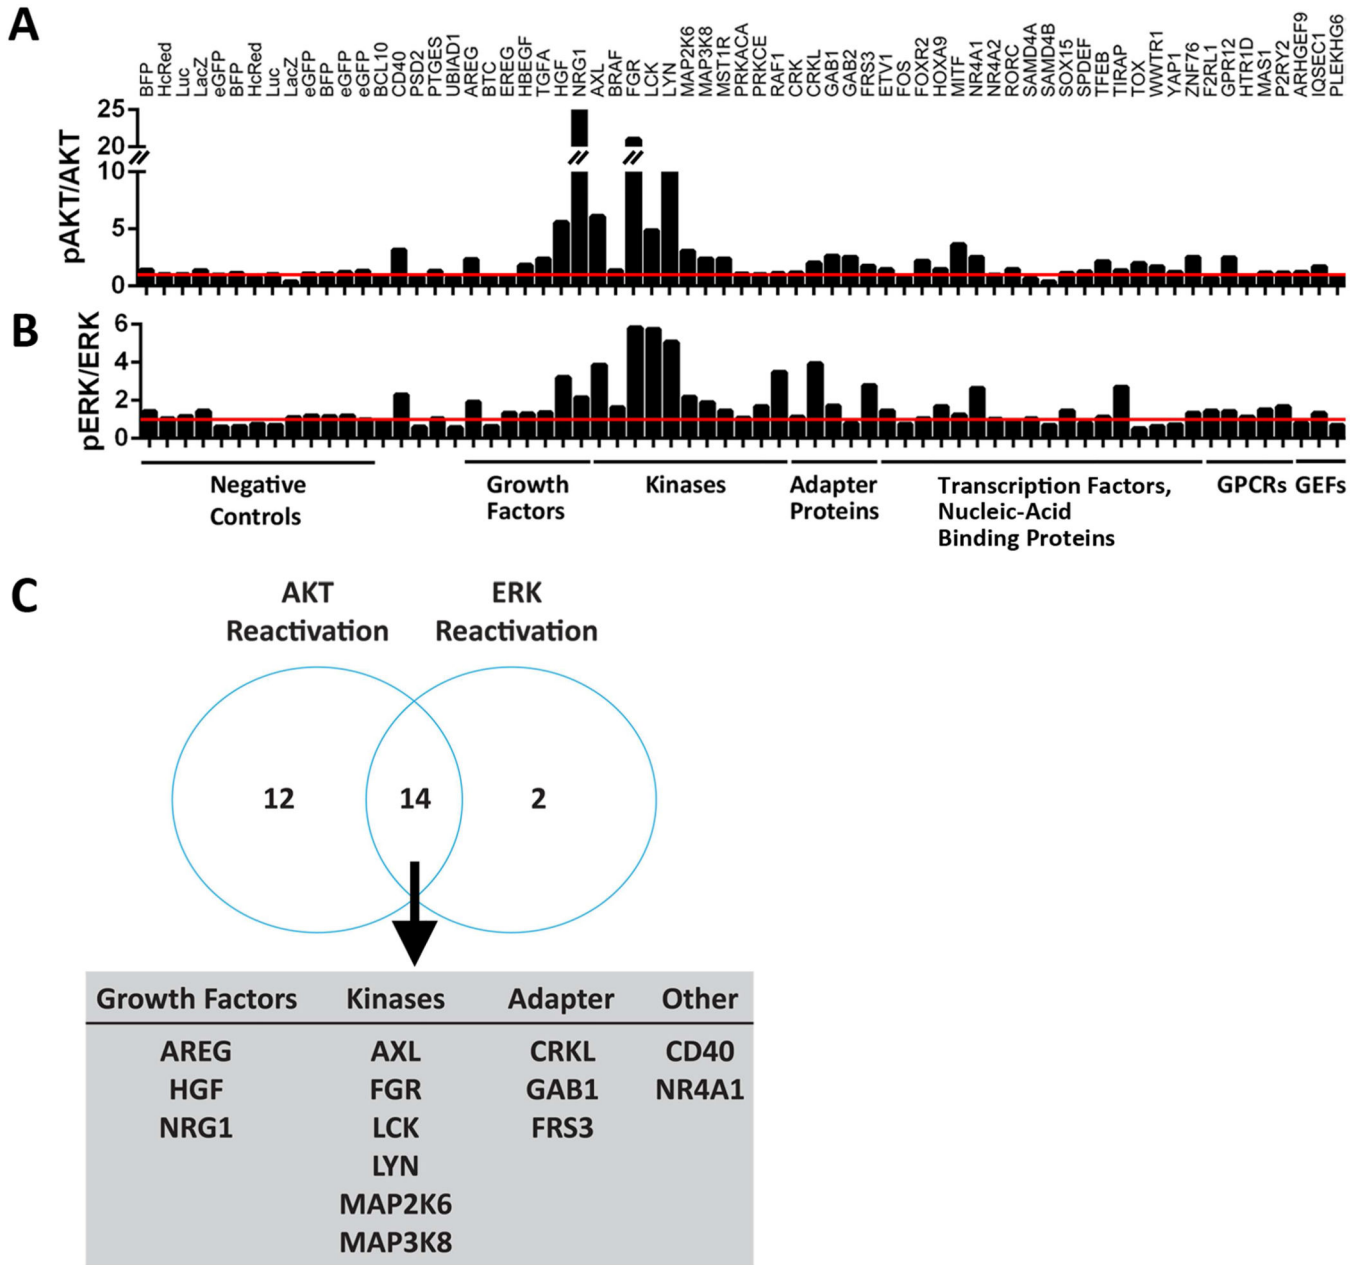 A
BFP HcRed Luc LacZ eGFP BFP HcRed Luc LacZ eGFP BFP eGFP eGFP BCL10 CD40 PSD2 PTGES UBIAD1 AREG BTC EREG HBEGF TGFA HGF NRG1 AXL BRAF FGR LCK LYN MAP2K6 MAP3K8 MST1R PRKACA PRKCE RAF1 CRK CRKL GAB1 GAB2 FRS3 ETV1 FOS FOXR2 HOXA9 MITF NR4A1 NR4A2 RORC SAMD4A SAMD4B SOX15 SPDEF TFEB TIRAP TOX WWTR1 YAP1 ZNF76 F2RL1 GPR12 HTR1D MAS1 P2RY2 ARHGEF9 IQSEC1 PLEKHG6
pAKT/AKT
25
20
10
5
0
B
pERK/ERK
6
4
2
0
Negative
Controls
Growth
Factors
Kinases
Adapter
Proteins
Transcription Factors,
Nucleic-Acid
Binding Proteins
GPCRs GEFs
C
AKT
Reactivation
ERK
Reactivation
12 14 2
Growth Factors Kinases Adapter Other
AREG AXL CRKL CD40
HGF FGR GAB1 NR4A1
NRG1 LCK FRS3
LYN
MAP2K6
MAP3K8